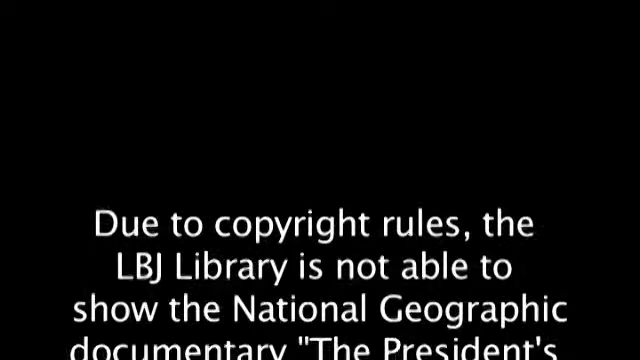 Due to copyright rules, the
LBJ Library is not able to
show the National Geographic
documentary "The President's